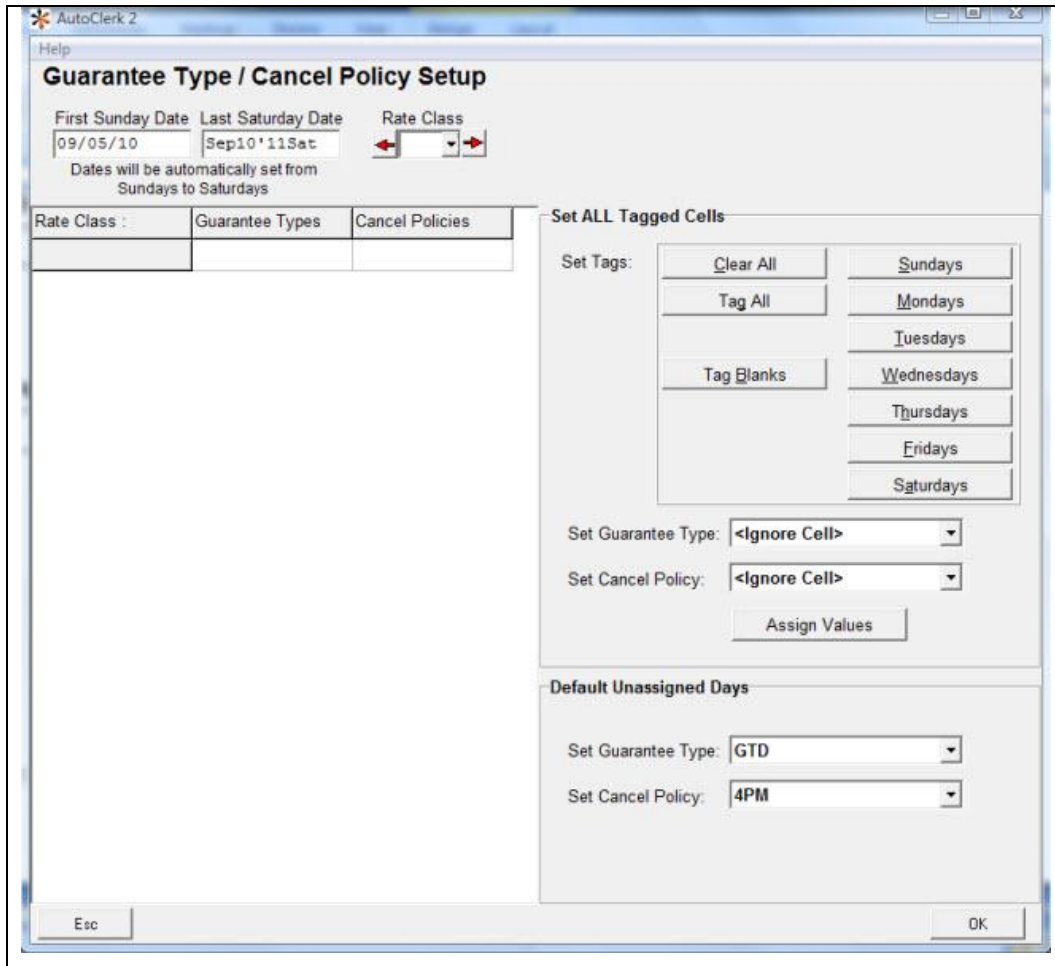 AutoClerk 2
Help
Guarantee Type / Cancel Policy Setup
First Sunday Date Last Saturday Date Rate Class
09/05/10 Sep10'11Sat
Dates will be automatically set from
Sundays to Saturdays
Rate Class : Guarantee Types Cancel Policies
Set ALL Tagged Cells
Set Tags: Clear All Sundays
Tag All Mondays
Tuesdays
Tag Blanks Wednesdays
Thursdays
Fridays
Saturdays
Set Guarantee Type: <Ignore Cell>
Set Cancel Policy: <Ignore Cell>
Assign Values
Default Unassigned Days
Set Guarantee Type: GTD
Set Cancel Policy: 4PM
Esc OK